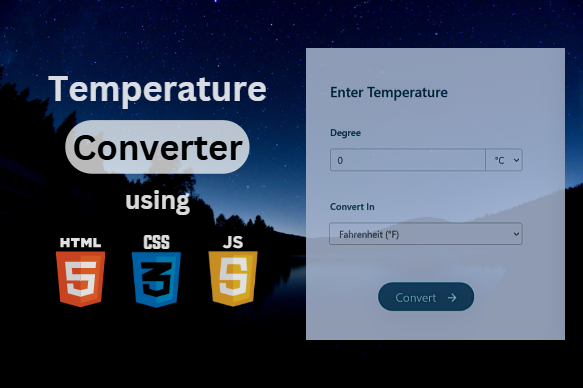 Temperature
Converter
using
HTML
5
CSS
3
JS
5
Enter Temperature
Degree
0 °C
Convert In
Fahrenheit (°F)
Convert →